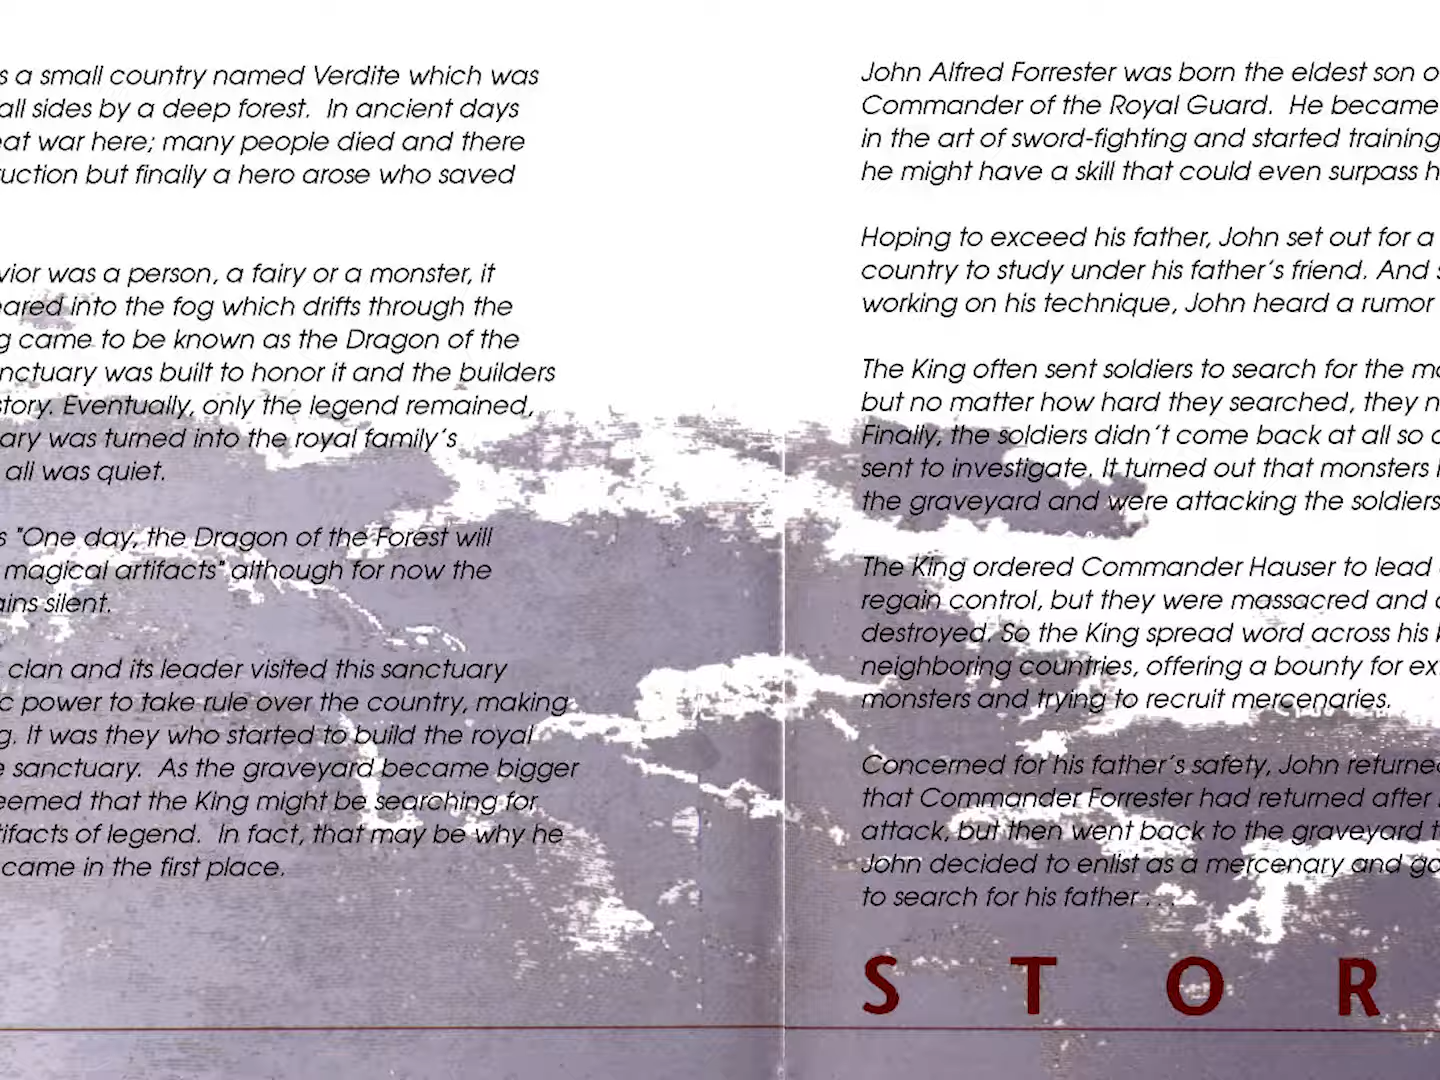 s a small country named Verdite which was
all sides by a deep forest. In ancient days
eat war here; many people died and there
ruction but finally a hero arose who saved
vior was a person, a fairy or a monster, it
eared into the fog which drifts through the
g came to be known as the Dragon of the
nctuary was built to honor it and the builders
story. Eventually, only the legend remained,
ary was turned into the royal family's
all was quiet.
s "One day, the Dragon of the Forest will
magical artifacts" although for now the
ains silent.
clan and its leader visited this sanctuary
c power to take rule over the country, making
g. It was they who started to build the royal
e sanctuary. As the graveyard became bigger
eemed that the King might be searching for
tifacts of legend. In fact, that may be why he
came in the first place.
John Alfred Forrester was born the eldest son o
Commander of the Royal Guard. He became
in the art of sword-fighting and started training
he might have a skill that could even surpass h
Hoping to exceed his father, John set out for a
country to study under his father's friend. And s
working on his technique, John heard a rumor
The King often sent soldiers to search for the ma
but no matter how hard they searched, they n
Finally, the soldiers didn't come back at all so a
sent to investigate. It turned out that monsters h
the graveyard and were attacking the soldiers
The King ordered Commander Hauser to lead
regain control, but they were massacred and
destroyed. So the King spread word across his k
neighboring countries, offering a bounty for ex
monsters and trying to recruit mercenaries.
Concerned for his father's safety, John returned
that Commander Forrester had returned after
attack, but then went back to the graveyard t
John decided to enlist as a mercenary and go
to search for his father . . .
S T O R